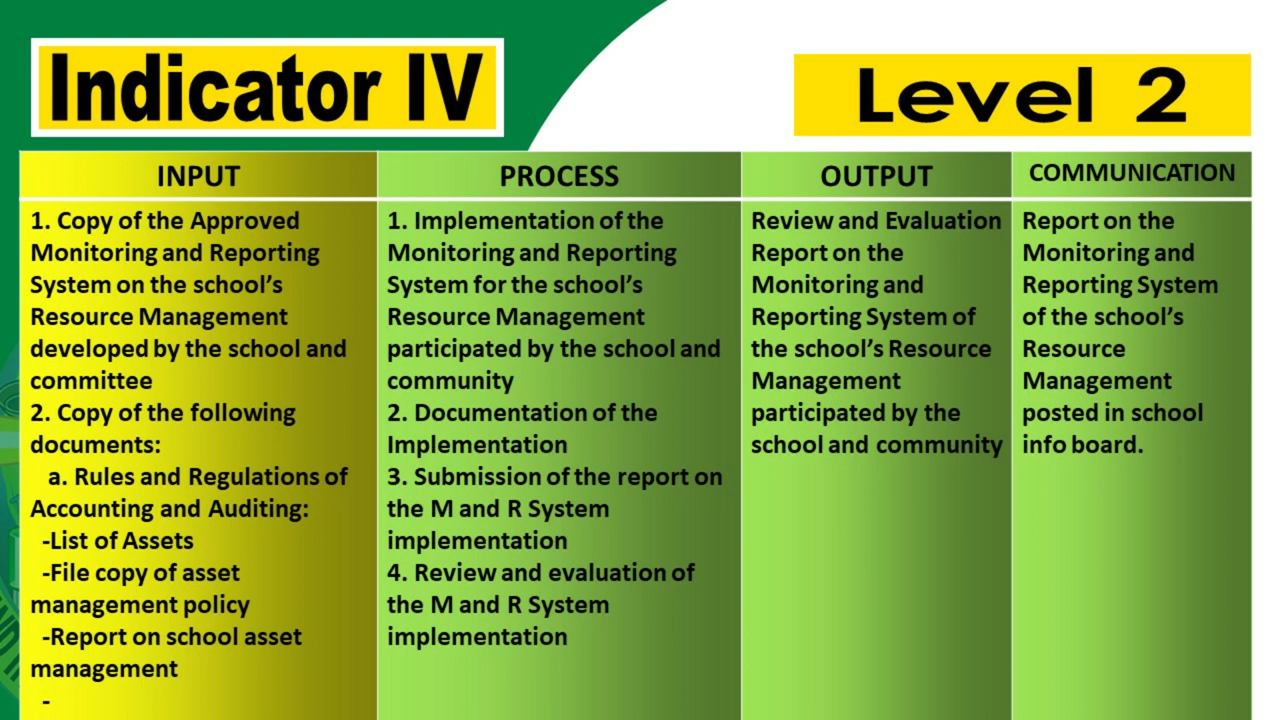 Indicator IV
Level 2
INPUT
PROCESS
OUTPUT
COMMUNICATION
1. Copy of the Approved
Monitoring and Reporting
System on the school's
Resource Management
developed by the school and
committee
2. Copy of the following
documents:
a. Rules and Regulations of
Accounting and Auditing:
-List of Assets
-File copy of asset
management policy
-Report on school asset
management
-
1. Implementation of the
Monitoring and Reporting
System for the school's
Resource Management
participated by the school and
community
2. Documentation of the
Implementation
3. Submission of the report on
the M and R System
implementation
4. Review and evaluation of
the M and R System
implementation
Review and Evaluation
Report on the
Monitoring and
Reporting System of
the school's Resource
Management
participated by the
school and community
Report on the
Monitoring and
Reporting System
of the school's
Resource
Management
posted in school
info board.